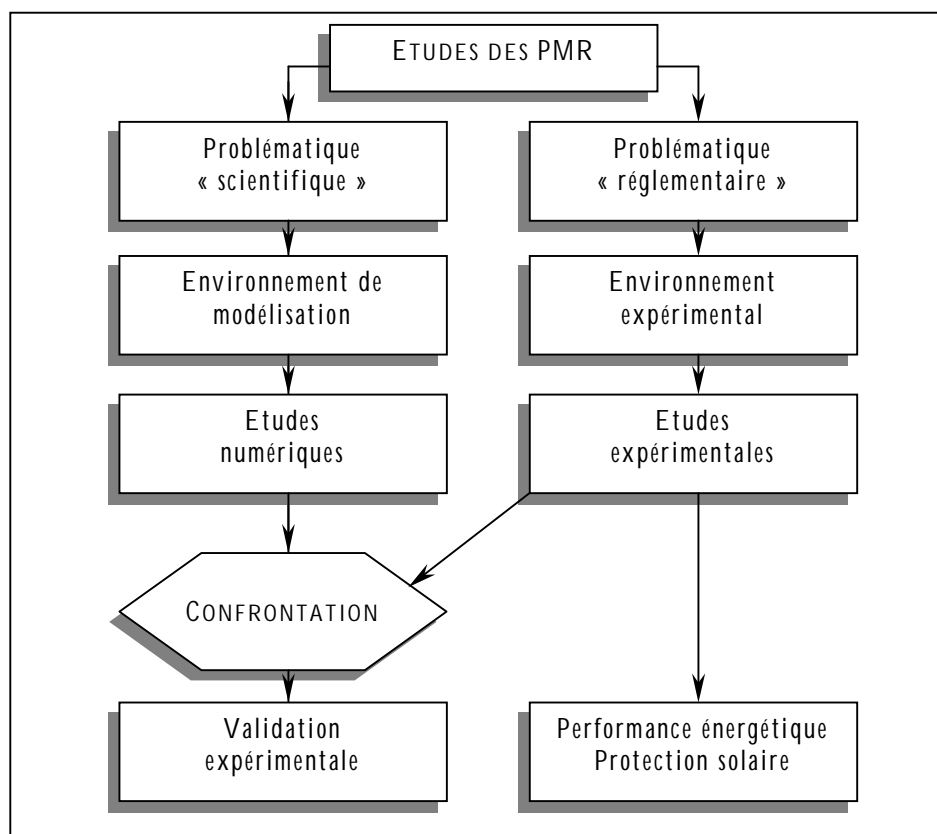 ETUDES DES PMR
Problématique
« scientifique »
Problématique
« réglementaire »
Environnement de
modélisation
Environnement
expérimental
Etudes
numériques
Etudes
expérimentales
CONFRONTATION
Validation
expérimentale
Performance énergétique
Protection solaire